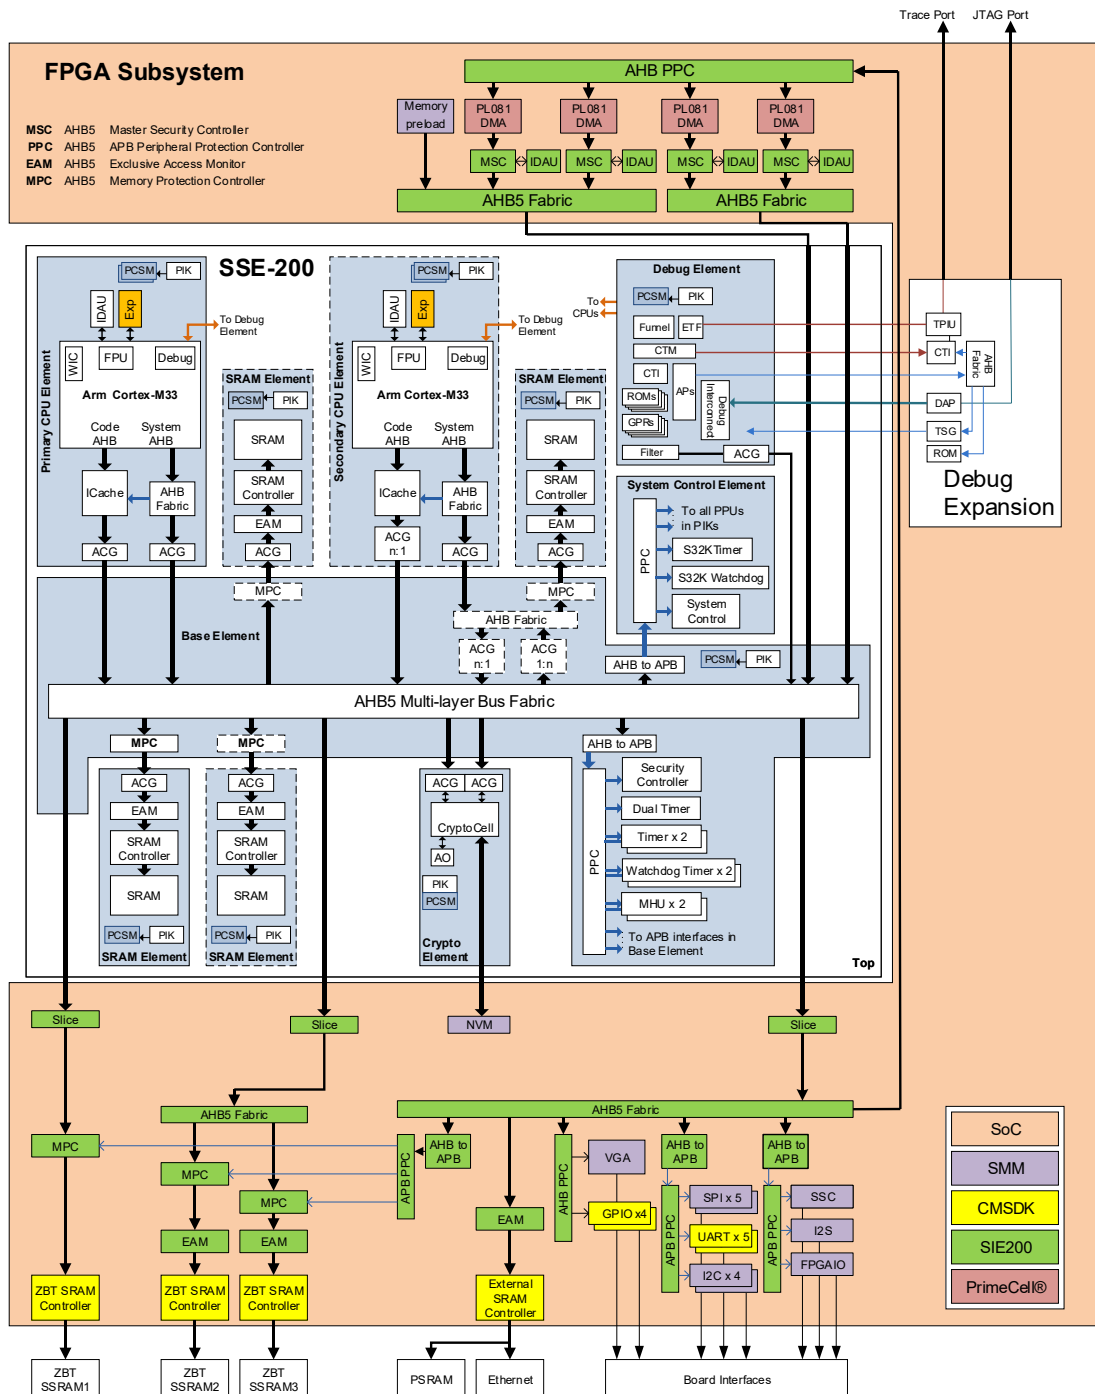 Trace Port
JTAG Port
FPGA Subsystem
MSC AHB5 Master Security Controller
PPC AHB5 APB Peripheral Protection Controller
EAM AHB5 Exclusive Access Monitor
MPC AHB5 Memory Protection Controller
AHB PPC
Memory
preload
PL081
DMA
PL081
DMA
PL081
DMA
PL081
DMA
MSC
IDAU
MSC
IDAU
MSC
IDAU
MSC
IDAU
AHB5 Fabric
AHB5 Fabric
SSE-200
Primary CPU Element
PCSM
PIK
IDAU
Exp
To Debug
Element
WIC
FPU
Debug
Arm Cortex-M33
Code
AHB
System
AHB
ICache
AHB
Fabric
ACG
ACG
SRAM Element
PCSM
PIK
SRAM
SRAM
Controller
EAM
ACG
MPC
Secondary CPU Element
PCSM
PIK
IDAU
Exp
To Debug
Element
WIC
FPU
Debug
Arm Cortex-M33
Code
AHB
System
AHB
ICache
AHB
Fabric
ACG
n:1
ACG
SRAM Element
PCSM
PIK
SRAM
SRAM
Controller
EAM
ACG
MPC
AHB Fabric
ACG
n:1
ACG
1:n
Debug Element
To
CPUs
PCSM
PIK
Funnel
ETF
CTM
CTI
APs
ROMs
GPRs
Debug
Interconnect
Filter
ACG
TPIU
CTI
AHB
Fabric
DAP
TSG
ROM
Debug
Expansion
System Control Element
PPC
To all PPUs
in PIKs
S32KTimer
S32K Watchdog
System
Control
AHB to APB
PCSM
PIK
Base Element
AHB5 Multi-layer Bus Fabric
MPC
ACG
EAM
SRAM
Controller
SRAM
PCSM
PIK
SRAM Element
MPC
ACG
EAM
SRAM
Controller
SRAM
PCSM
PIK
SRAM Element
ACG
ACG
CryptoCell
AO
PIK
PCSM
Crypto
Element
AHB to APB
PPC
Security
Controller
Dual Timer
Timer x 2
Watchdog Timer x 2
MHU x 2
To APB interfaces in
Base Element
Top
Slice
Slice
NVM
Slice
AHB5 Fabric
AHB5 Fabric
MPC
MPC
MPC
APB PPC
AHB to
APB
AHB PPC
VGA
GPIO x4
AHB to
APB
APB PPC
SPI x 5
UART x 5
I2C x 4
AHB to
APB
APB PPC
SSC
I2S
FPGAIO
EAM
EAM
EAM
ZBT SRAM
Controller
ZBT SRAM
Controller
ZBT SRAM
Controller
External
SRAM
Controller
ZBT
SSRAM1
ZBT
SSRAM2
ZBT
SSRAM3
PSRAM
Ethernet
Board Interfaces
SoC
SMM
CMSDK
SIE200
PrimeCell®